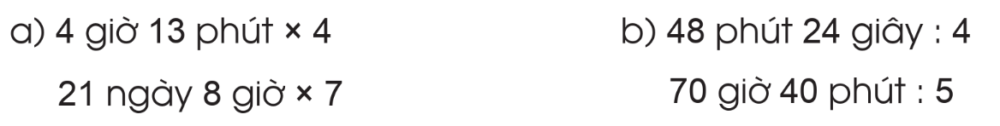 a) 4 giờ 13 phút × 4
21 ngày 8 giờ × 7
b) 48 phút 24 giây : 4
70 giờ 40 phút : 5